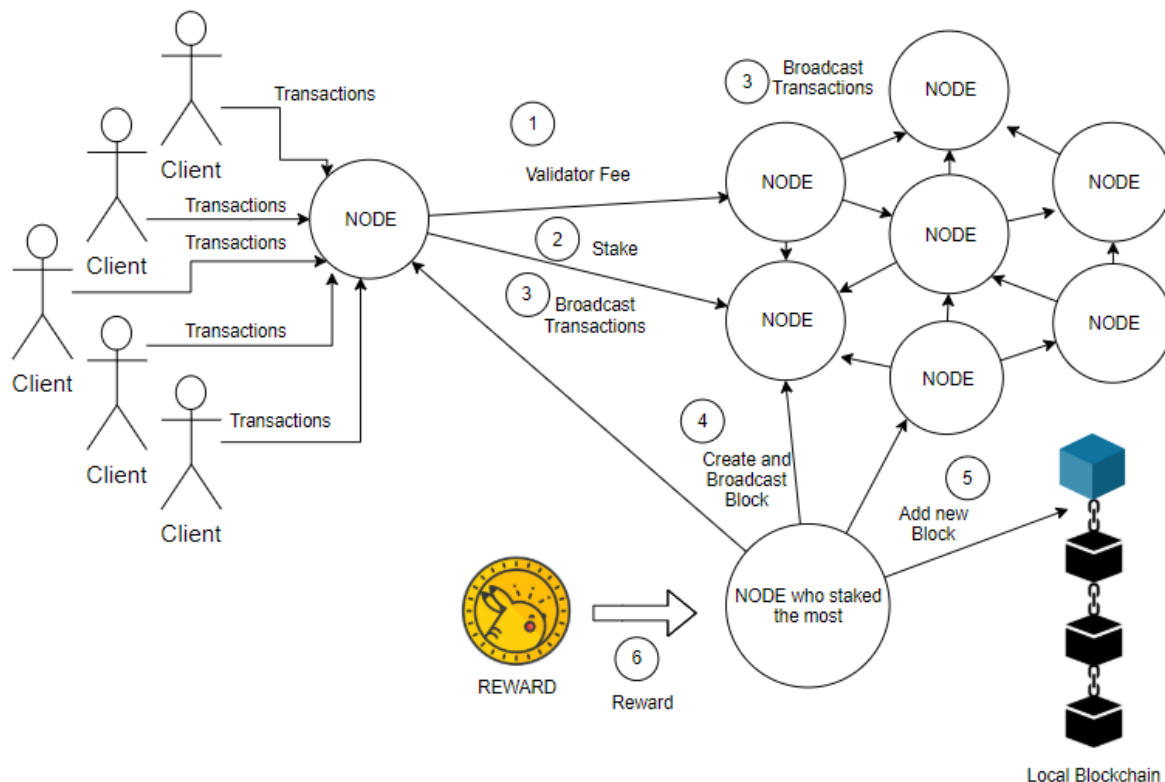 Transactions
Client
Transactions
Client
Transactions
Client
Transactions
Client
Transactions
Client
NODE
1
Validator Fee
2
Stake
3
Broadcast
Transactions
3
Broadcast
Transactions
NODE
NODE
NODE
NODE
NODE
NODE
NODE
4
Create and
Broadcast
Block
5
Add new
Block
NODE who staked
the most
REWARD
6
Reward
Local Blockchain